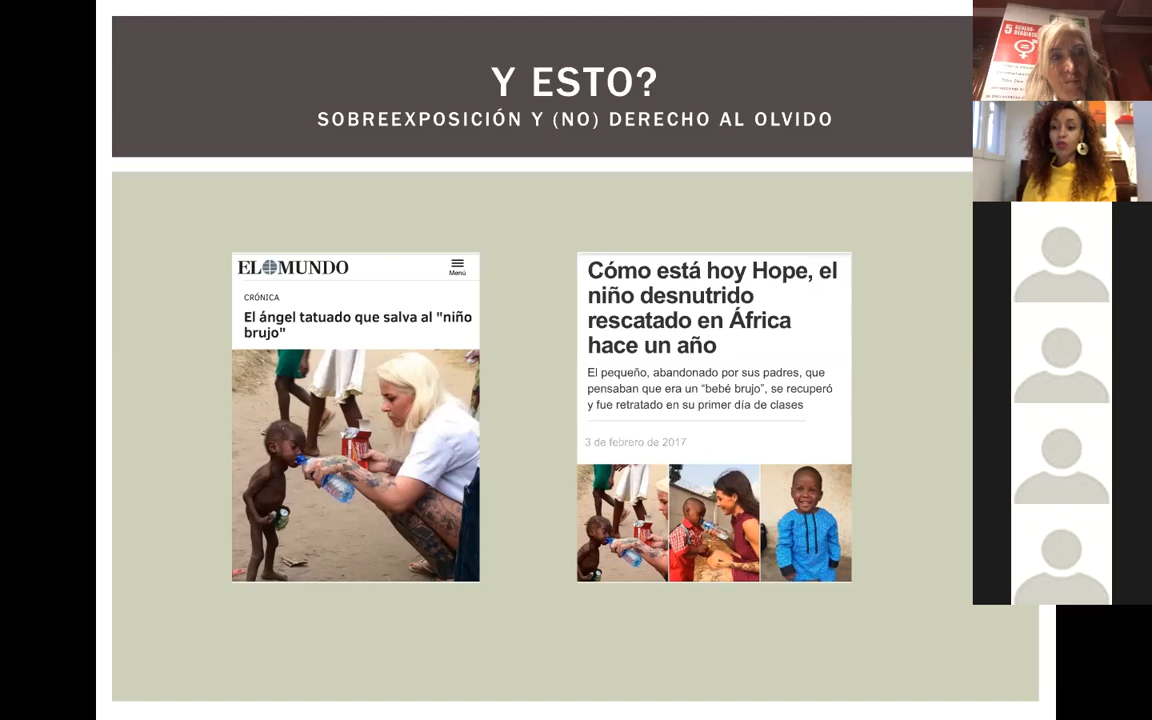 Y ESTO?
SOBREEXPOSICIÓN Y (NO) DERECHO AL OLVIDO
EL MUNDO
Menú
CRÓNICA
El ángel tatuado que salva al "niño
brujo"
Cómo está hoy Hope, el
niño desnutrido
rescatado en África
hace un año
El pequeño, abandonado por sus padres, que
pensaban que era un “bebé brujo”, se recuperó
y fue retratado en su primer día de clases
3 de febrero de 2017
5